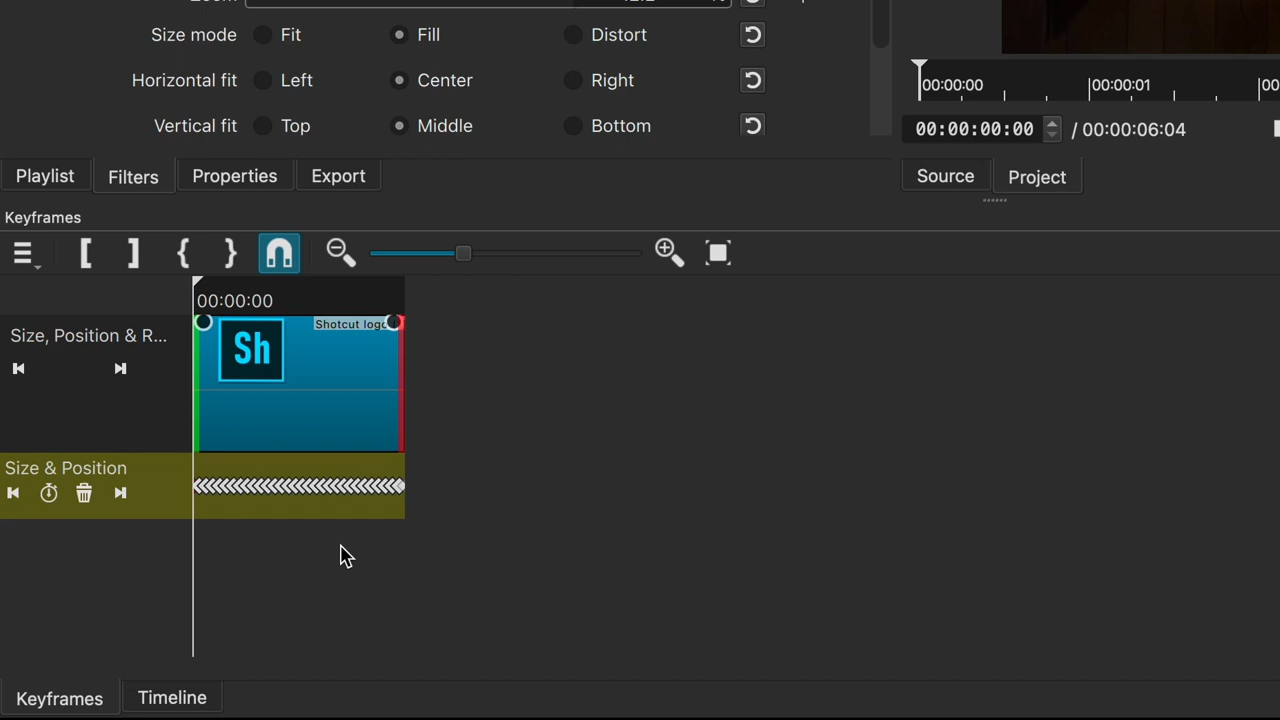 Size mode Fit Fill Distort
Horizontal fit Left Center Right
Vertical fit Top Middle Bottom
00:00:00 00:00:01
00:00:00:00 / 00:00:06:04
Playlist Filters Properties Export
Source Project
Keyframes
00:00:00
Size, Position & R...
Shotcut logo
Sh
Size & Position
Keyframes Timeline